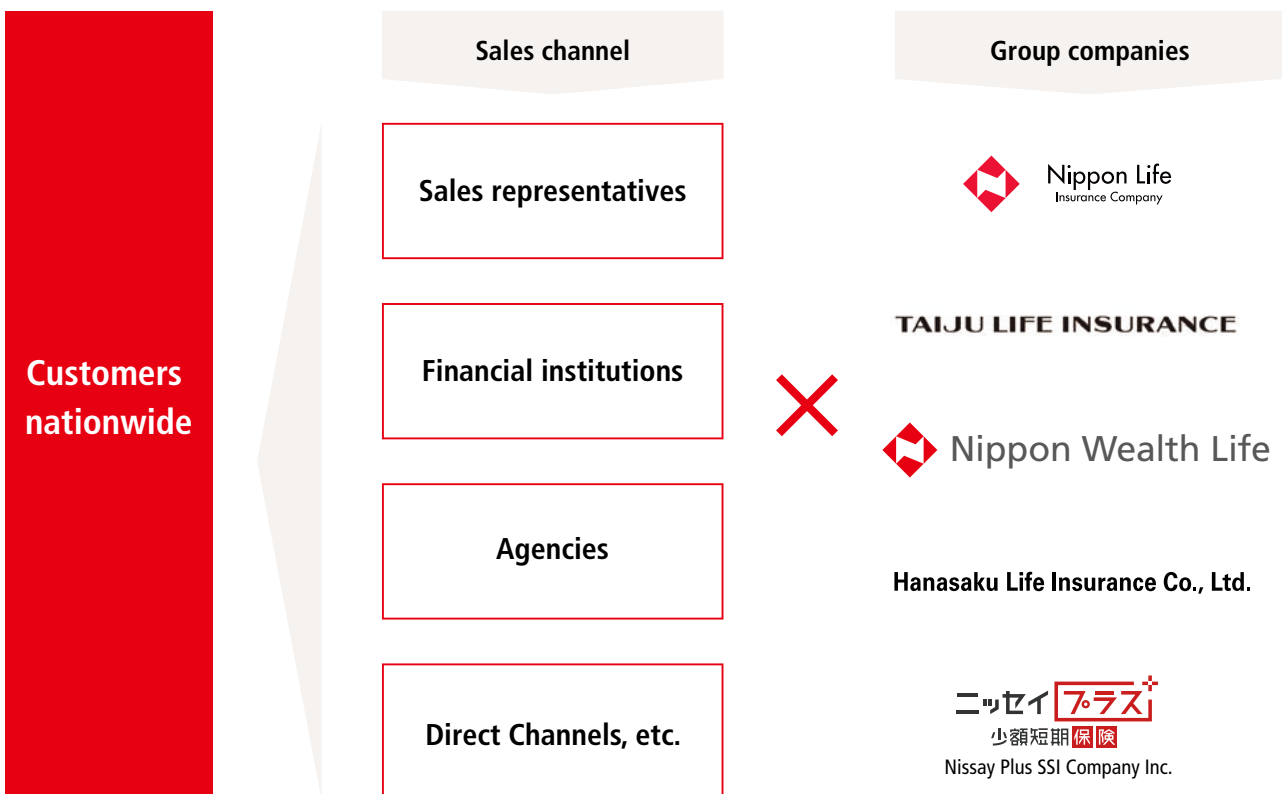 Customers
nationwide
Sales channel
Sales representatives
Financial institutions
Agencies
Direct Channels, etc.
Group companies
Nippon Life
Insurance Company
TAIJU LIFE INSURANCE
Nippon Wealth Life
Hanasaku Life Insurance Co., Ltd.
ニッセイプラス
少額短期保険
Nissay Plus SSI Company Inc.